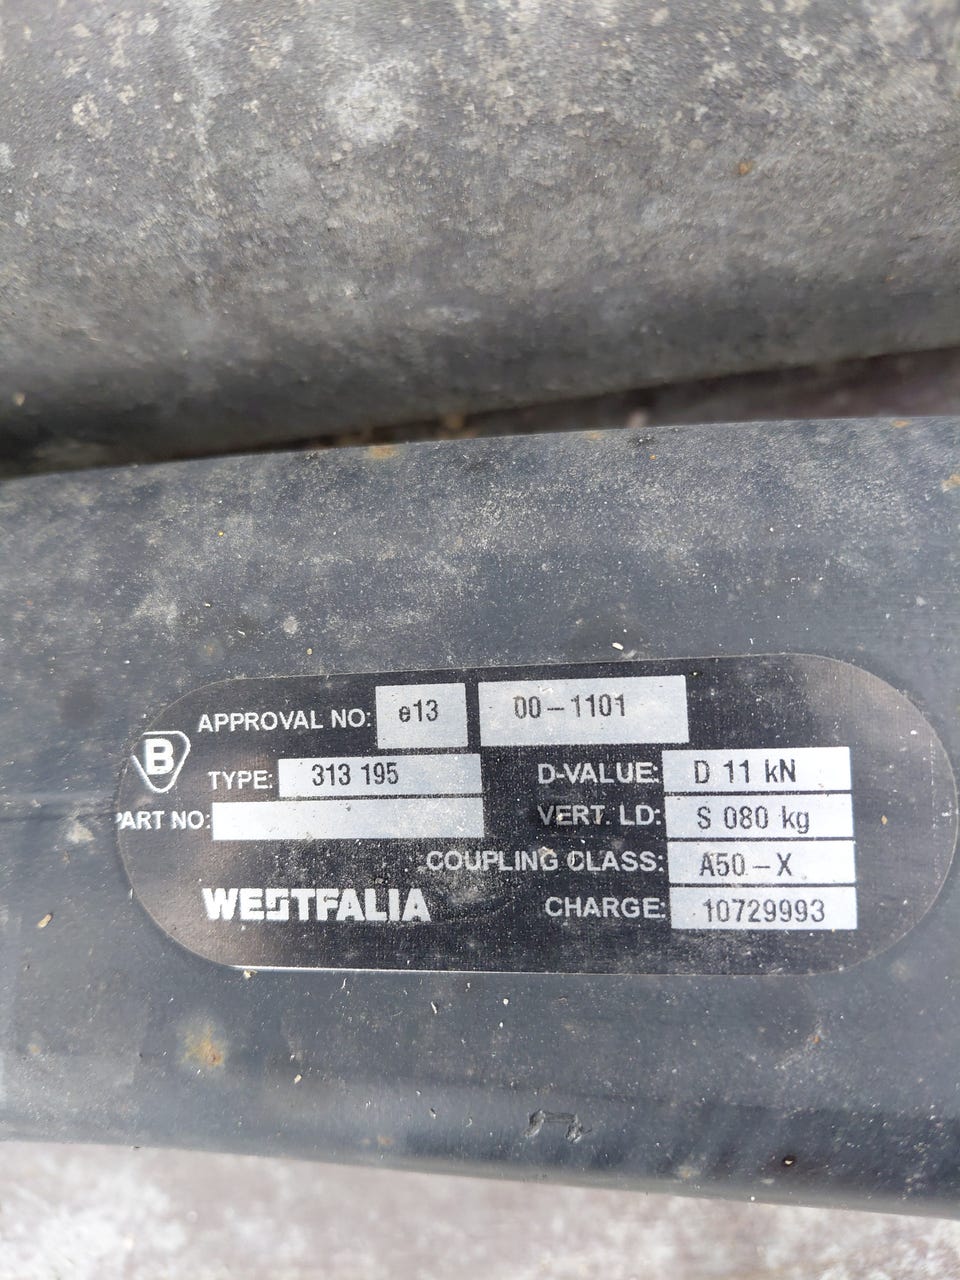 APPROVAL NO: e13 00-1101
B
TYPE: 313 195
D-VALUE: D 11 kN
PART NO:
VERT. LD: S 080 kg
COUPLING CLASS: A50-X
WESTFALIA
CHARGE: 10729993